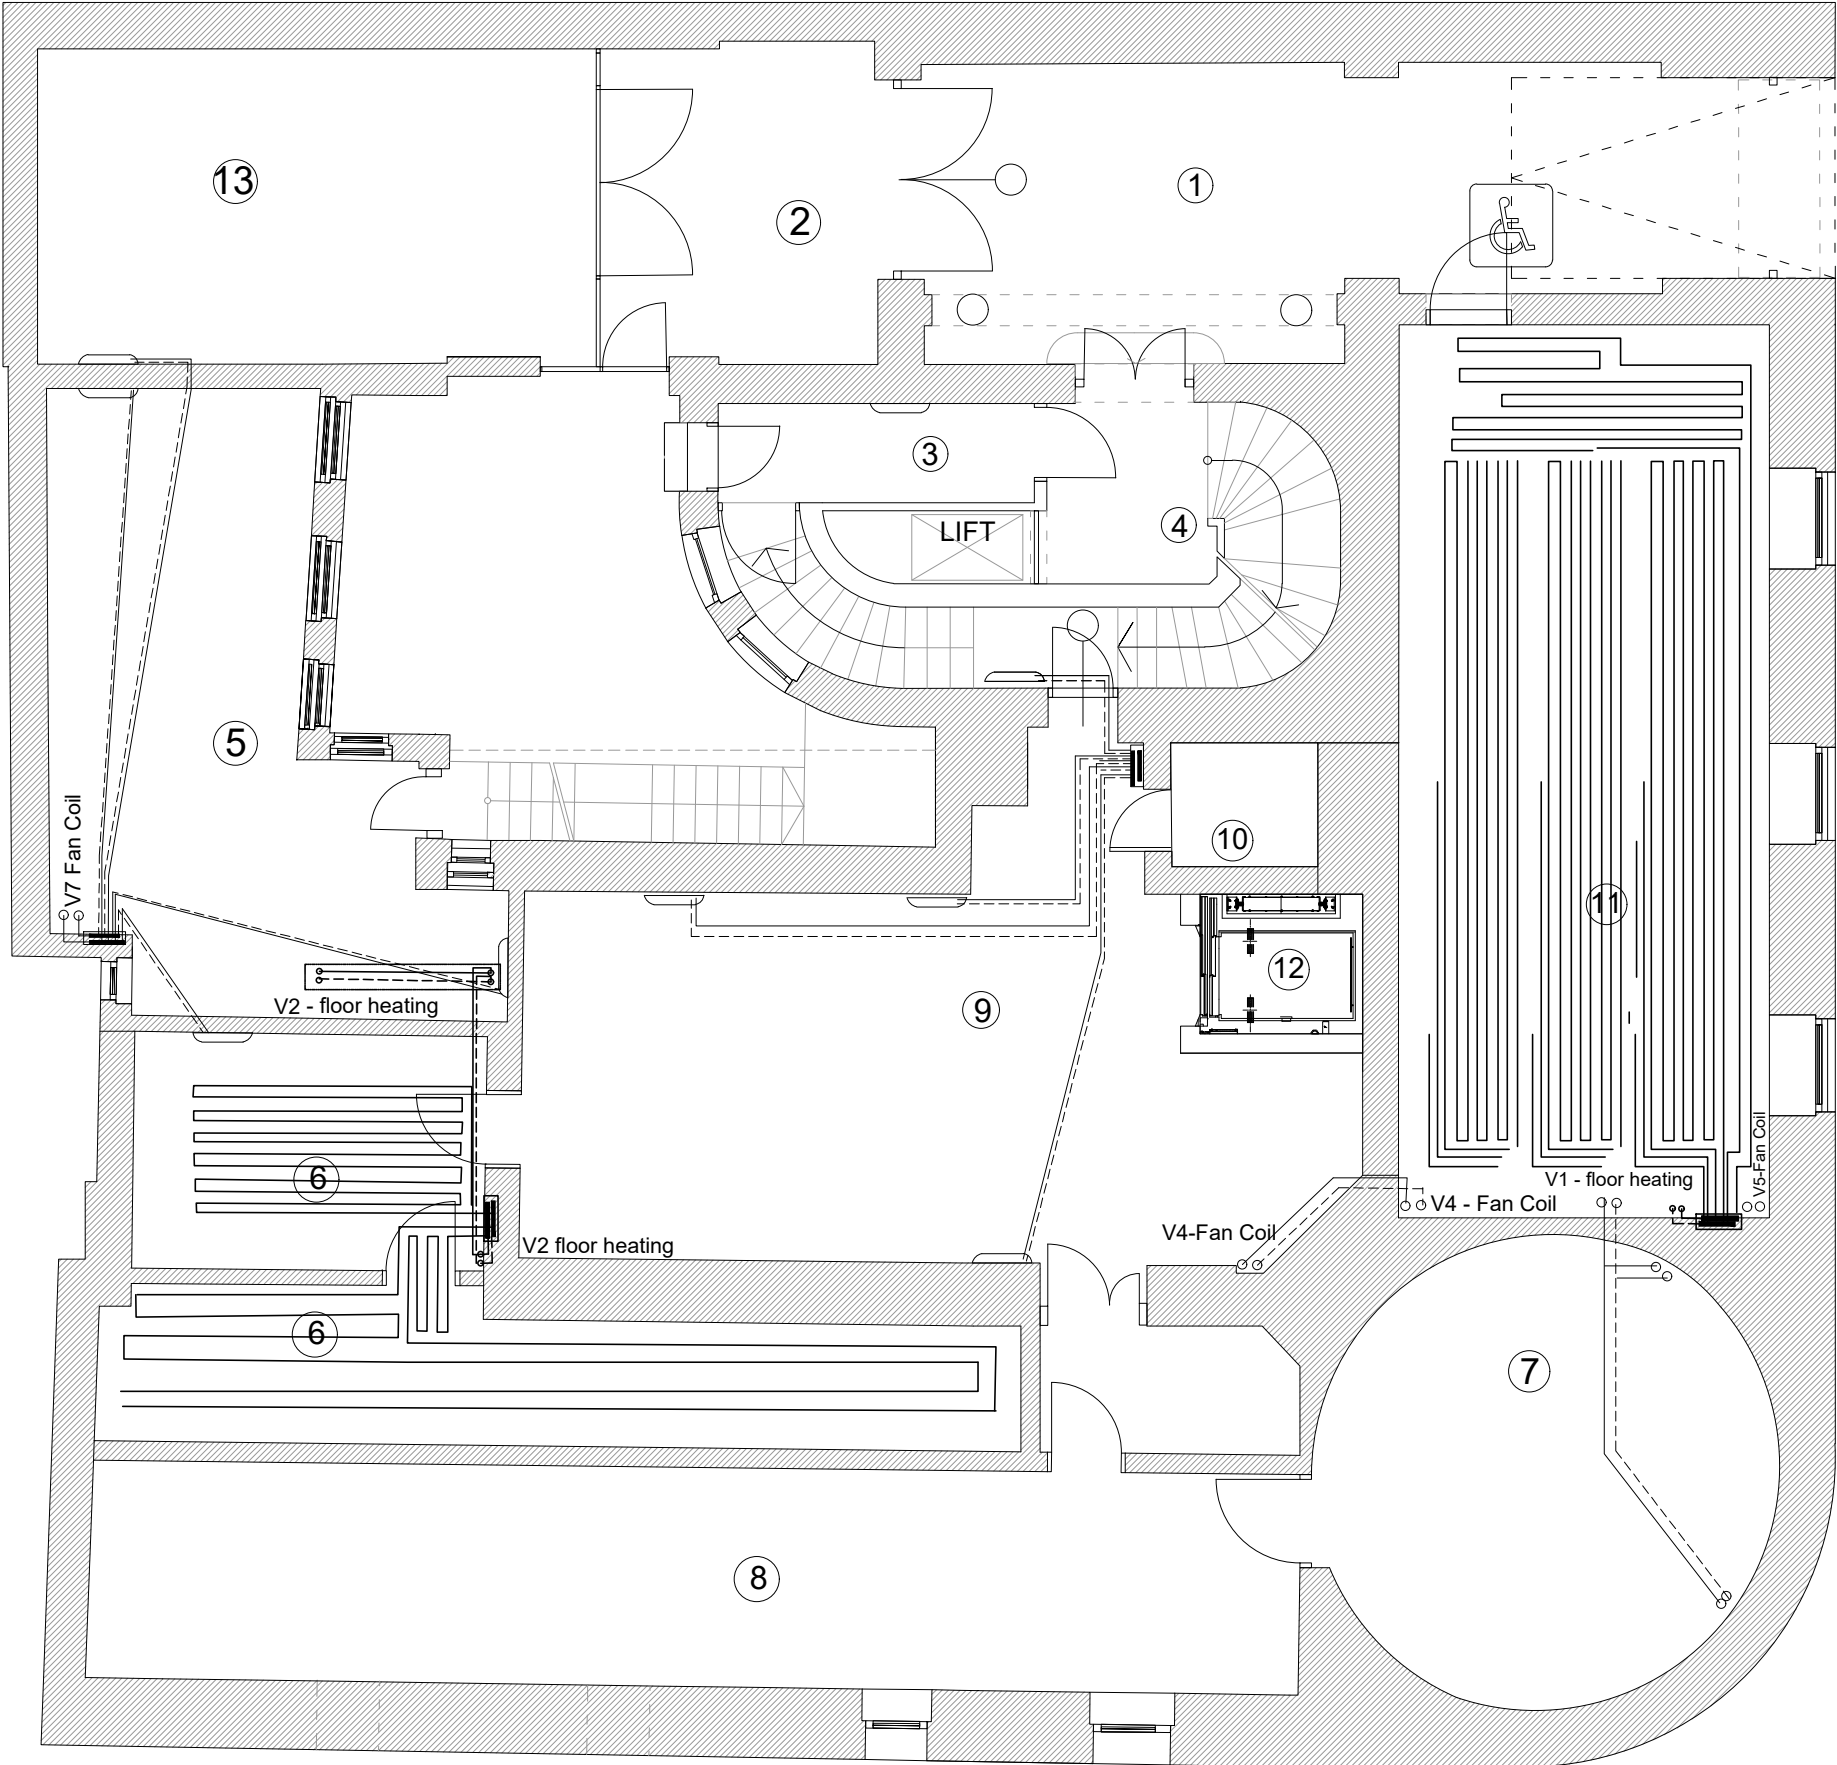 13
1
2
3
LIFT
4
5
V7 Fan Coil
10
11
12
V2 - floor heating
9
V5-Fan Coil
6
V1 - floor heating
V4 - Fan Coil
V4-Fan Coil
V2 floor heating
6
7
8